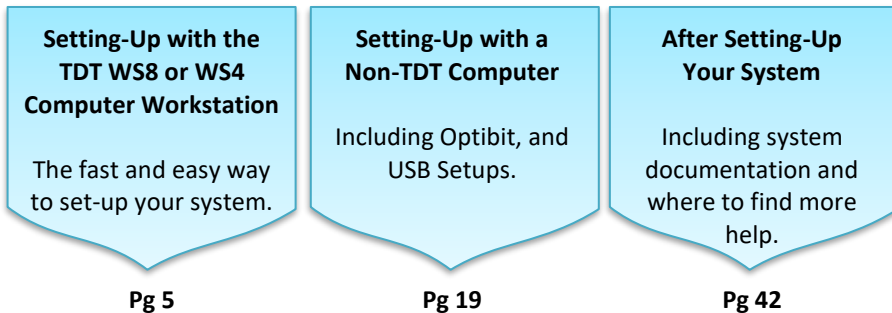 Setting-Up with the
TDT WS8 or WS4
Computer Workstation
The fast and easy way
to set-up your system.
Pg 5
Setting-Up with a
Non-TDT Computer
Including Optibit, and
USB Setups.
Pg 19
After Setting-Up
Your System
Including system
documentation and
where to find more
help.
Pg 42